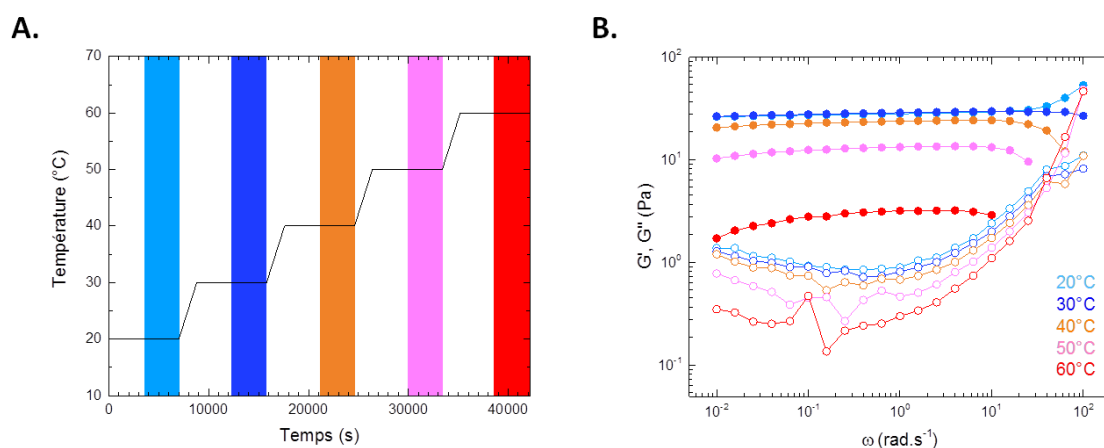 A.
70
60
50
40
30
20
10
Température (°C)
0
10000
20000
30000
40000
Temps (s)
B.
10²
10¹
10⁰
10⁻¹
G', G" (Pa)
20°C
30°C
40°C
50°C
60°C
10⁻²
10⁻¹
10⁰
10¹
10²
ω (rad.s⁻¹)